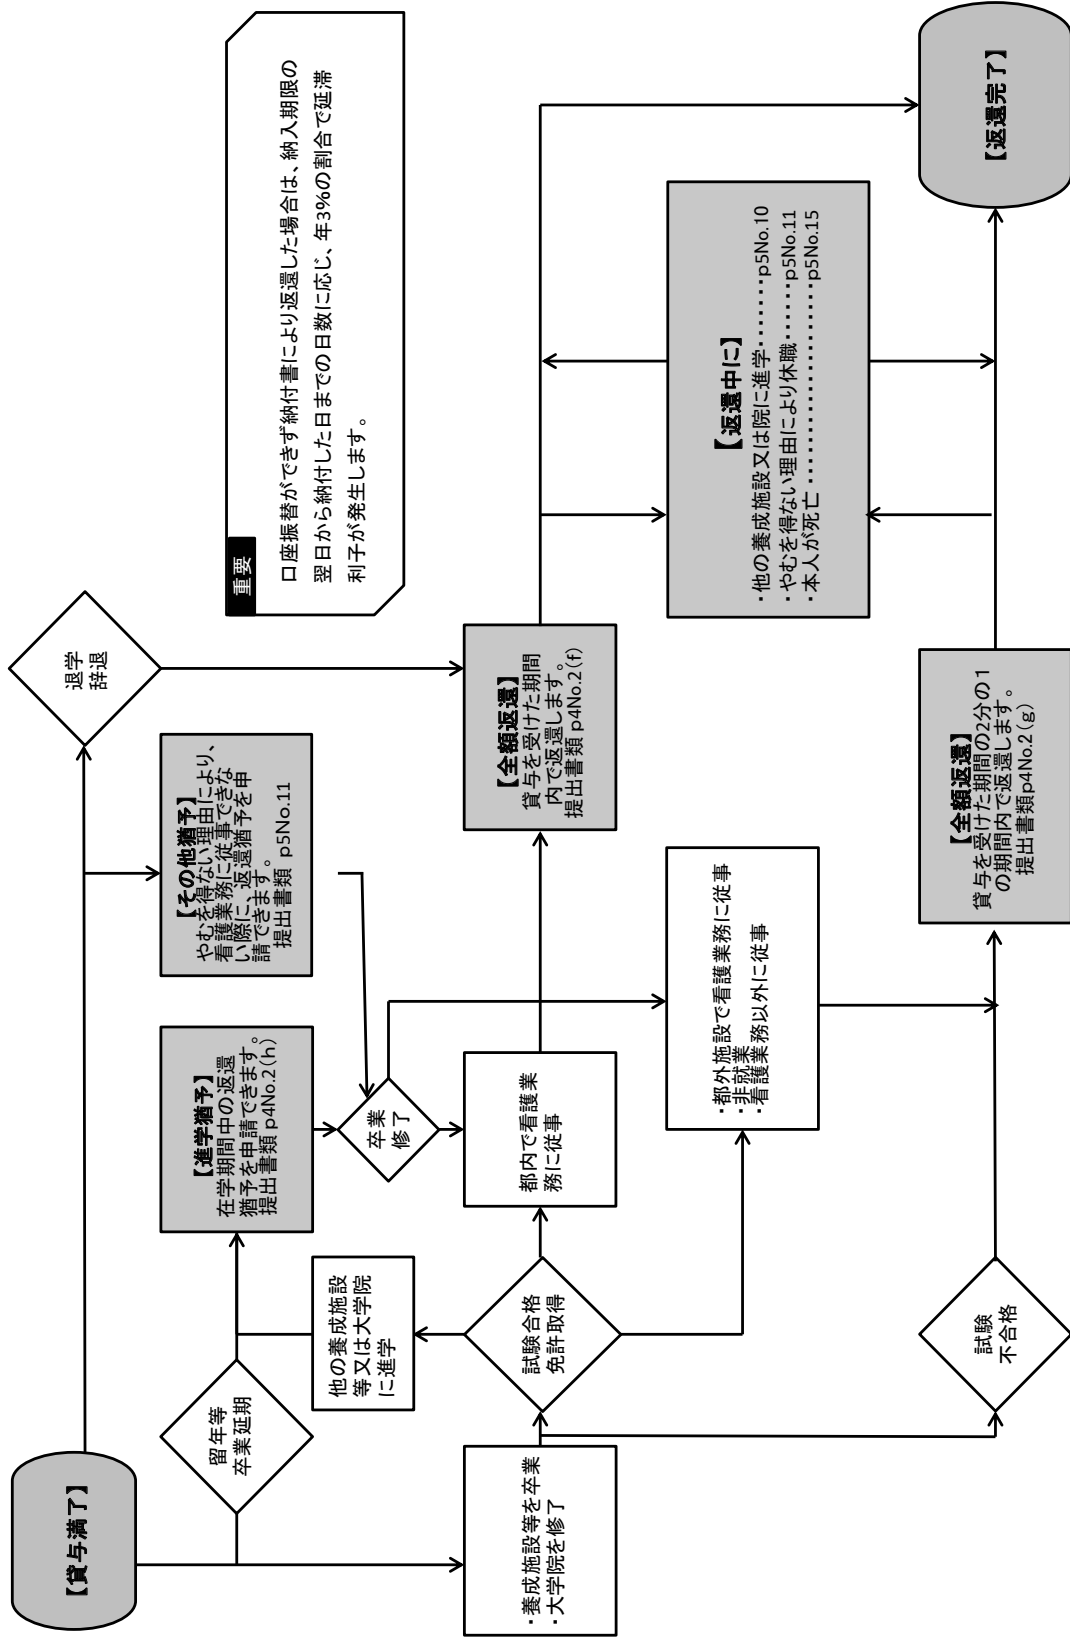 【貸与満了】
退学
辞退
重要
口座振替ができず納付書により返還した場合は、納入期限の
翌日から納付した日までの日数に応じ、年3%の割合で延滞
利子が発生します。
留年等
卒業延期
【進学猶予】
在学期間中の返還
猶予を申請できます。
提出書類 p4No.2(h)
【その他猶予】
やむを得ない理由により、
看護業務に従事できな
い際に、返還猶予を申
請できます。
提出書類 p5No.11
他の養成施設
等又は大学院
に進学
卒業
修了
・養成施設等を卒業
・大学院を修了
試験合格
免許取得
都内で看護業
務に従事
【全額返還】
貸与を受けた期間
内で返還します。
提出書類 p4No.2(f)
・都外施設で看護業務に従事
・非就業
・看護業務以外に従事
【返還中に】
・他の養成施設又は院に進学・・・・・・・p5No.10
・やむを得ない理由により休職・・・・・・p5No.11
・本人が死亡・・・・・・・・・・・・・・・・・・・・p5No.15
試験
不合格
【全額返還】
貸与を受けた期間の2分の1
の期間内で返還します。
提出書類p4No.2(g)
【返還完了】